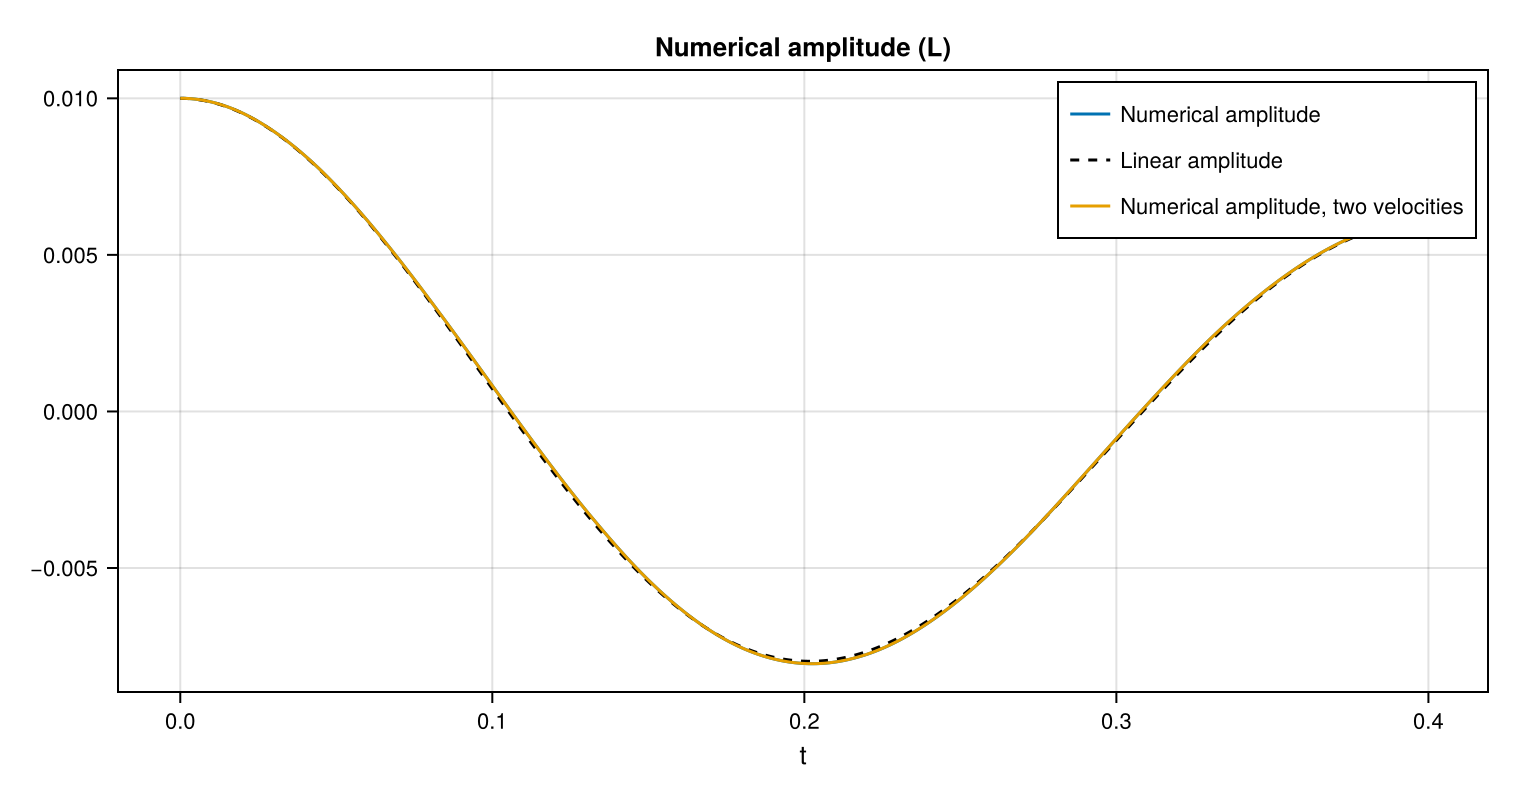 Numerical amplitude (L)
Numerical amplitude
Linear amplitude
Numerical amplitude, two velocities
0.010
0.005
0.000
−0.005
0.0 0.1 0.2 0.3 0.4
t